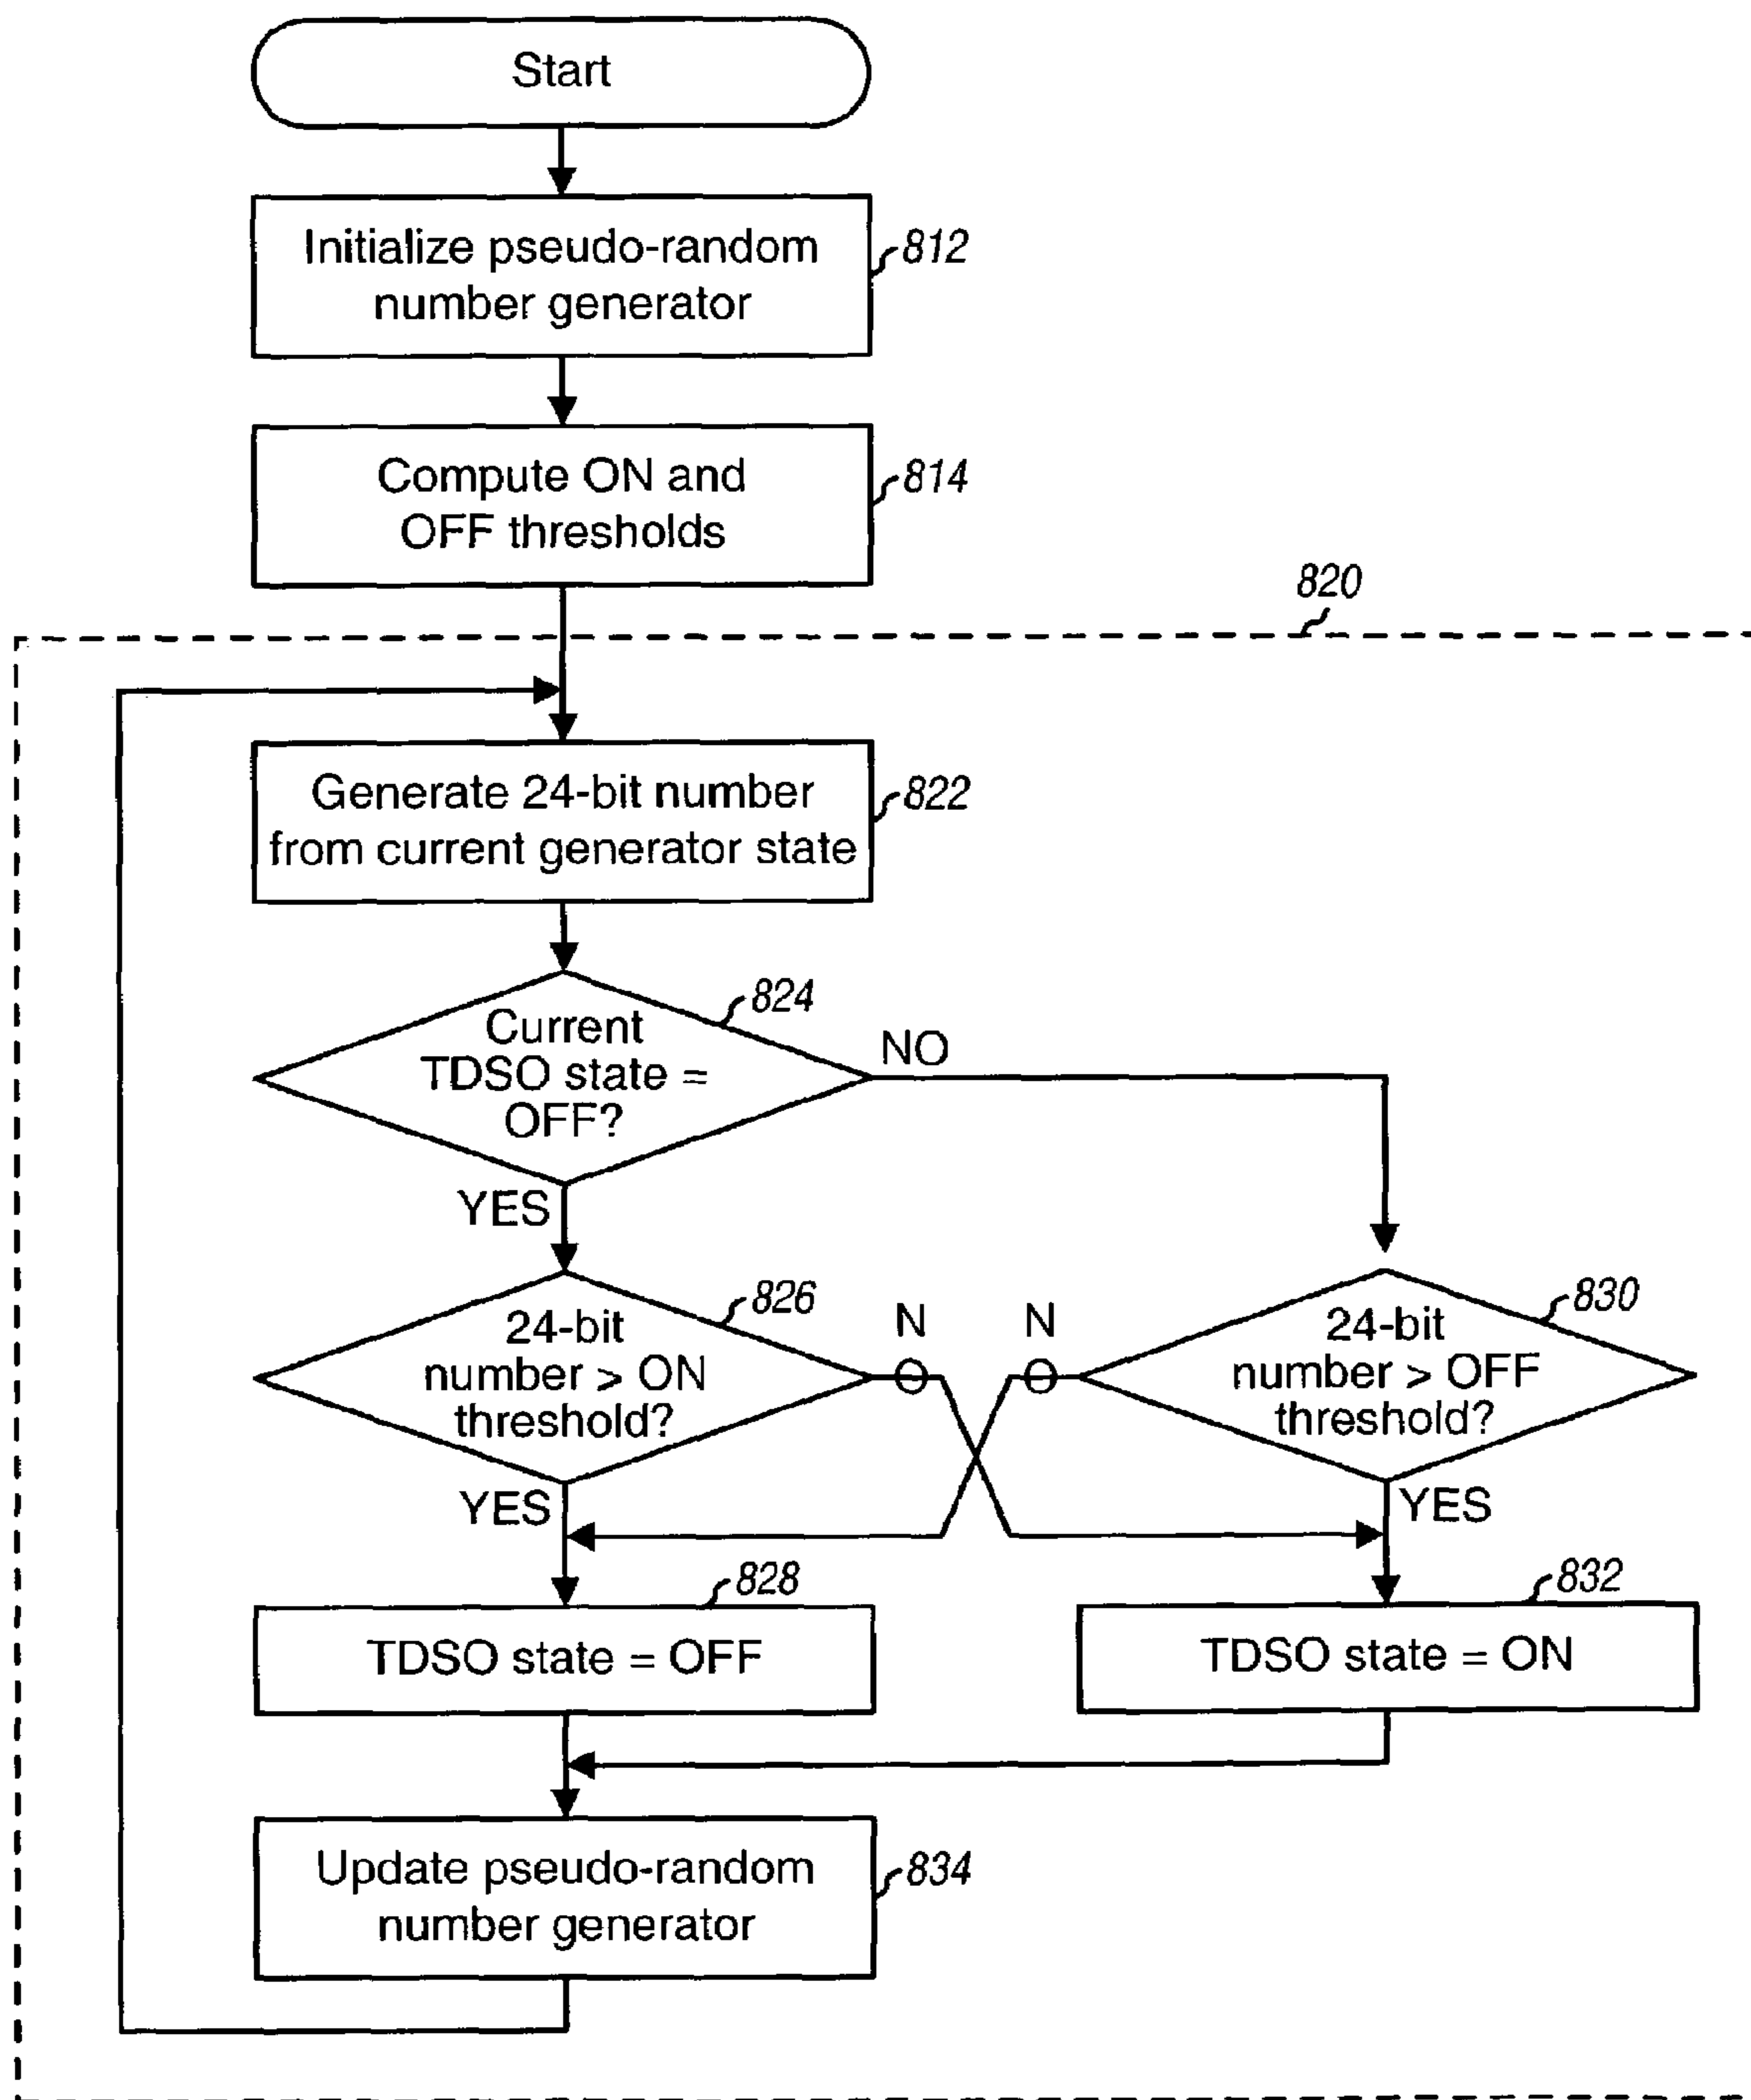 Start
Initialize pseudo-random
number generator
812
Compute ON and
OFF thresholds
814
820
Generate 24-bit number
from current generator state
822
Current
TDSO state =
OFF?
824
NO
YES
24-bit
number > ON
threshold?
826
N
N
24-bit
number > OFF
threshold?
830
YES
YES
TDSO state = OFF
828
TDSO state = ON
832
Update pseudo-random
number generator
834